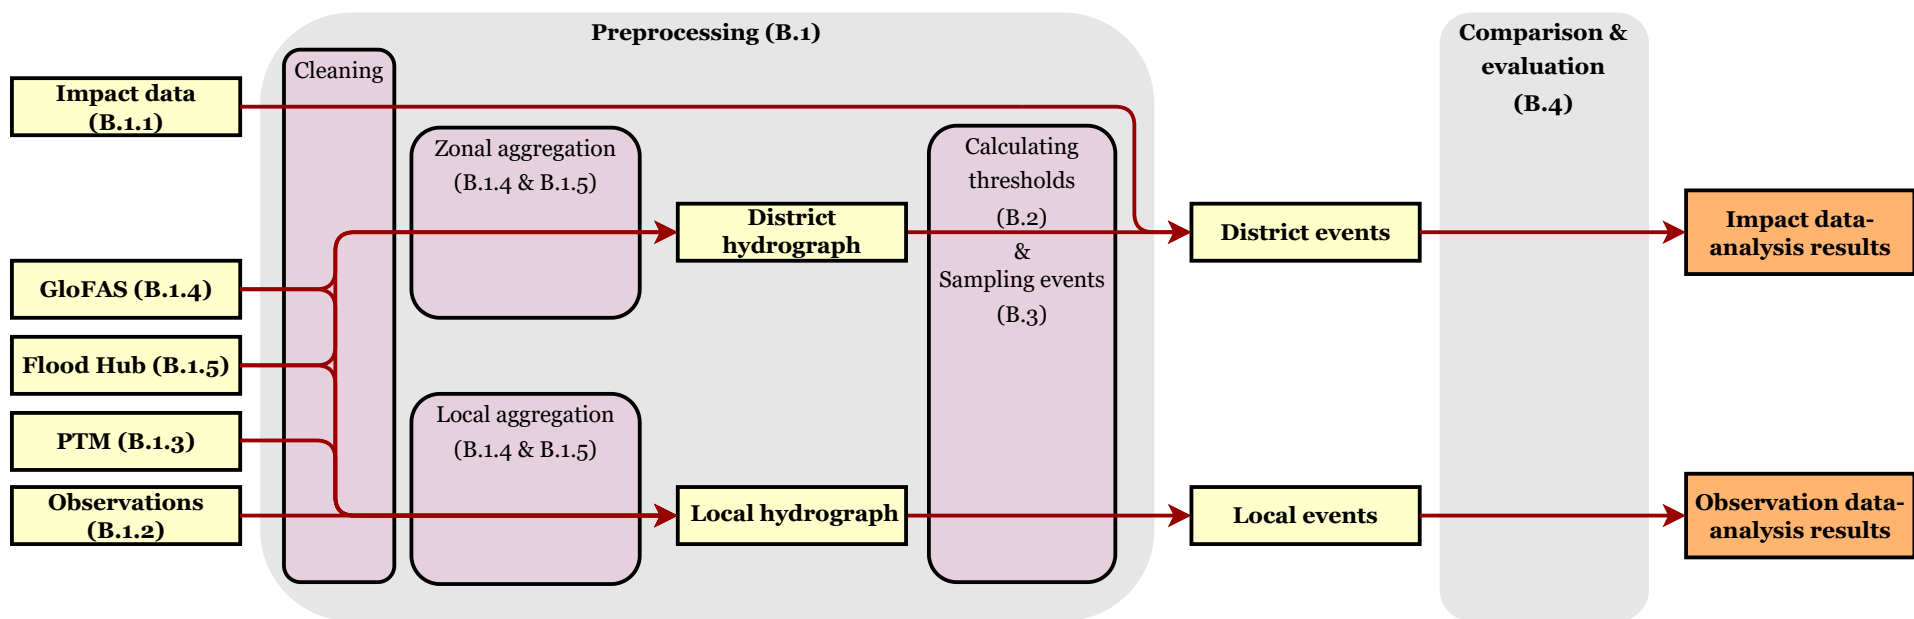 Preprocessing (B.1)
Comparison &
evaluation
(B.4)
Cleaning
Impact data
(B.1.1)
Zonal aggregation
(B.1.4 & B.1.5)
Calculating
thresholds
(B.2)
&
Sampling events
(B.3)
District
hydrograph
District events
Impact data-
analysis results
GloFAS (B.1.4)
Flood Hub (B.1.5)
PTM (B.1.3)
Observations
(B.1.2)
Local aggregation
(B.1.4 & B.1.5)
Local hydrograph
Local events
Observation data-
analysis results